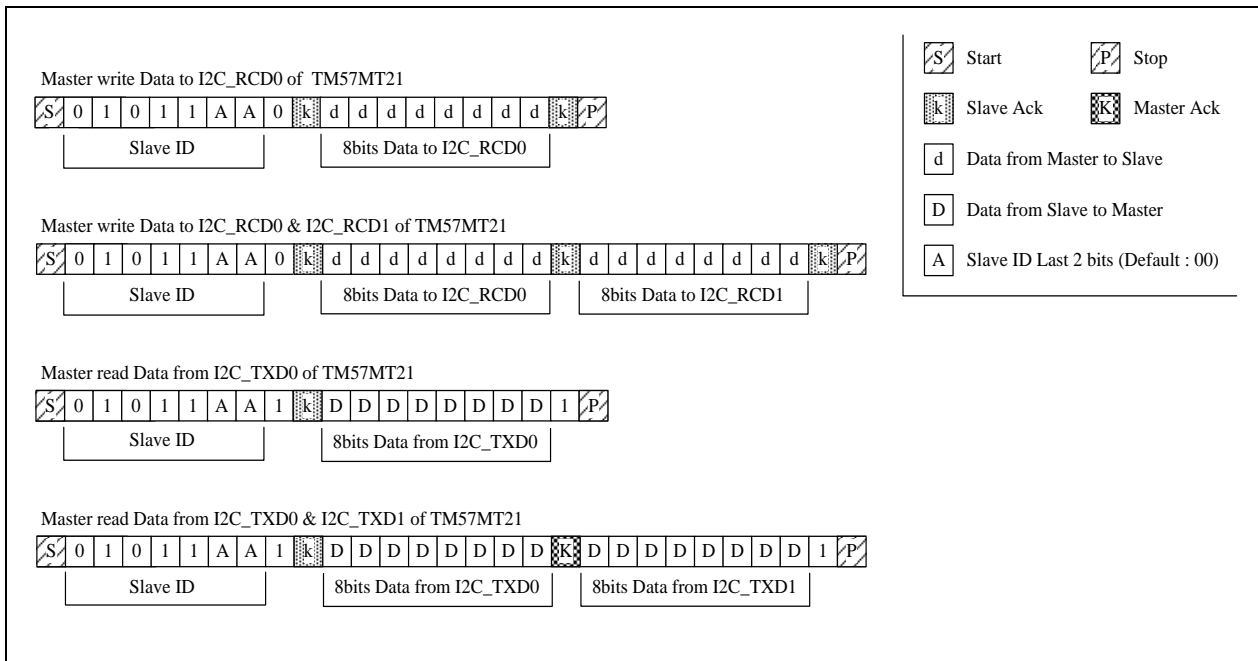 Master write Data to I2C_RCD0 of TM57MT21
S 0 1 0 1 1 A A 0 k d d d d d d d d k P
Slave ID 8bits Data to I2C_RCD0
Master write Data to I2C_RCD0 & I2C_RCD1 of TM57MT21
S 0 1 0 1 1 A A 0 k d d d d d d d d k d d d d d d d d k P
Slave ID 8bits Data to I2C_RCD0 8bits Data to I2C_RCD1
Master read Data from I2C_TXD0 of TM57MT21
S 0 1 0 1 1 A A 1 k D D D D D D D D 1 P
Slave ID 8bits Data from I2C_TXD0
Master read Data from I2C_TXD0 & I2C_TXD1 of TM57MT21
S 0 1 0 1 1 A A 1 k D D D D D D D D K D D D D D D D D 1 P
Slave ID 8bits Data from I2C_TXD0 8bits Data from I2C_TXD1
S Start P Stop
k Slave Ack K Master Ack
d Data from Master to Slave
D Data from Slave to Master
A Slave ID Last 2 bits (Default : 00)